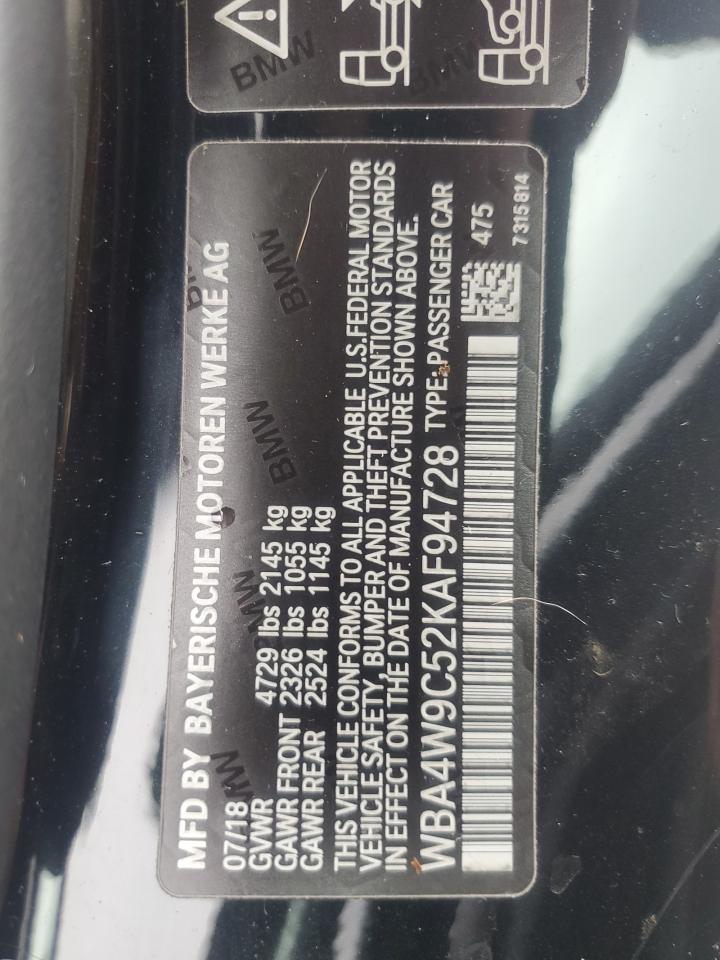 MFD BY BAYERISCHE MOTOREN WERKE AG
07/18
GVWR 4729 lbs 2145 kg
GAWR FRONT 2326 lbs 1055 kg
GAWR REAR 2524 lbs 1145 kg
THIS VEHICLE CONFORMS TO ALL APPLICABLE U.S.FEDERAL MOTOR
VEHICLE SAFETY, BUMPER AND THEFT PREVENTION STANDARDS
IN EFFECT ON THE DATE OF MANUFACTURE SHOWN ABOVE.
WBA4W9C52KAF94728 TYPE: PASSENGER CAR
475
7315814
BMW
BMW
BMW
BMW
BMW
BMW